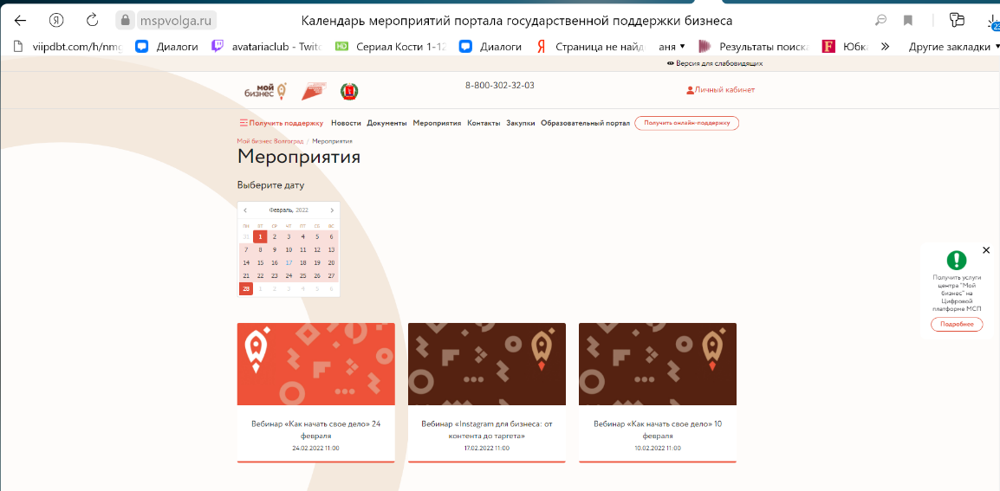 Я mspvolga.ru Календарь мероприятий портала государственной поддержки бизнеса 23
viipdbt.com/h/nmg Диалоги avatariaclub - Twitc HD Сериал Кости 1-12 Диалоги Я Страница не найд аня Результаты поиска F Юбка » Другие закладки
Версия для слабовидящих
мой бизнес
8-800-302-32-03
Личный кабинет
Получить поддержку Новости Документы Мероприятия Контакты Закупки Образовательный портал Получить онлайн-поддержку
Мой бизнес Волгоград / Мероприятия
Мероприятия
Выберите дату
‹ Февраль, 2022 ›
ПН ВТ СР ЧТ ПТ СБ ВС
31 1 2 3 4 5 6
7 8 9 10 11 12 13
14 15 16 17 18 19 20
21 22 23 24 25 26 27
28 1 2 3 4 5 6
Получить услуги
центра "Мой
бизнес" на
Цифровой
платформе МСП
Подробнее
Вебинар «Как начать свое дело» 24
февраля
24.02.2022 11:00
Вебинар «Instagram для бизнеса: от
контента до таргета»
17.02.2022 11:00
Вебинар «Как начать свое дело» 10
февраля
10.02.2022 11:00